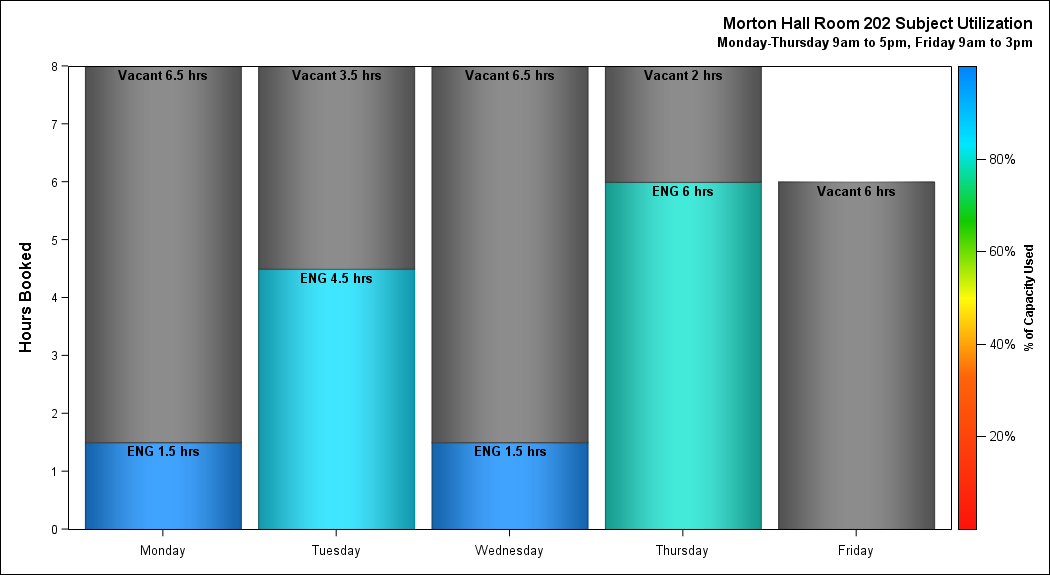 Morton Hall Room 202 Subject Utilization
Monday-Thursday 9am to 5pm, Friday 9am to 3pm
Hours Booked
8
7
6
5
4
3
2
1
0
Vacant 6.5 hrs
ENG 1.5 hrs
Vacant 3.5 hrs
ENG 4.5 hrs
Vacant 6.5 hrs
ENG 1.5 hrs
Vacant 2 hrs
ENG 6 hrs
Vacant 6 hrs
Monday
Tuesday
Wednesday
Thursday
Friday
80%
60%
40%
20%
% of Capacity Used